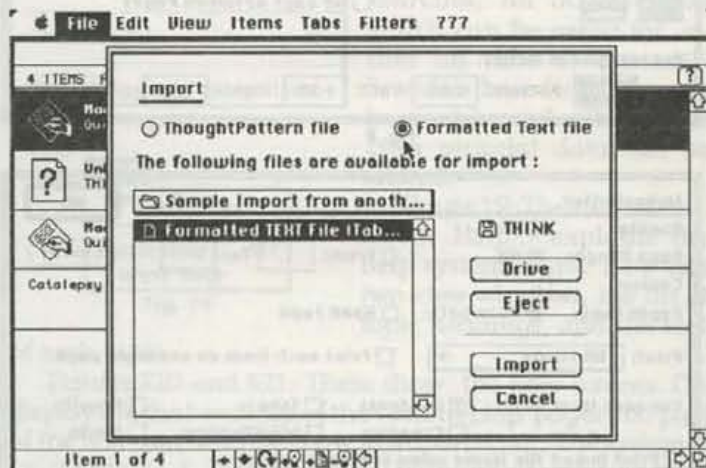 File Edit View Items Tabs Filters ???
4 ITEMS
?
Import
ThoughtPattern file Formatted Text file
The following files are available for import :
Sample Import from anoth...
Formatted TEXT File (Tab...
THINK
Drive
Eject
Import
Cancel
?
Catalepsy
Item 1 of 4